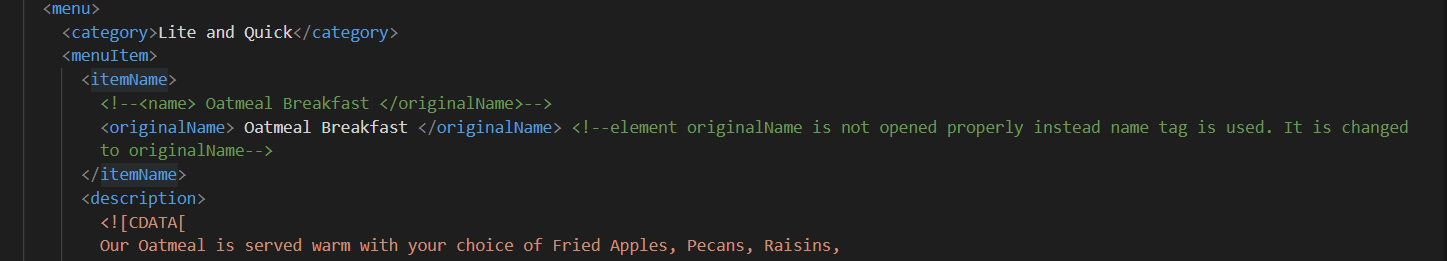 <menu>
<category>Lite and Quick</category>
<menuItem>
<itemName>
<!--<name> Oatmeal Breakfast </originalName>-->
<originalName> Oatmeal Breakfast </originalName> <!--element originalName is not opened properly instead name tag is used. It is changed
to originalName-->
</itemName>
<description>
<![CDATA[
Our Oatmeal is served warm with your choice of Fried Apples, Pecans, Raisins,